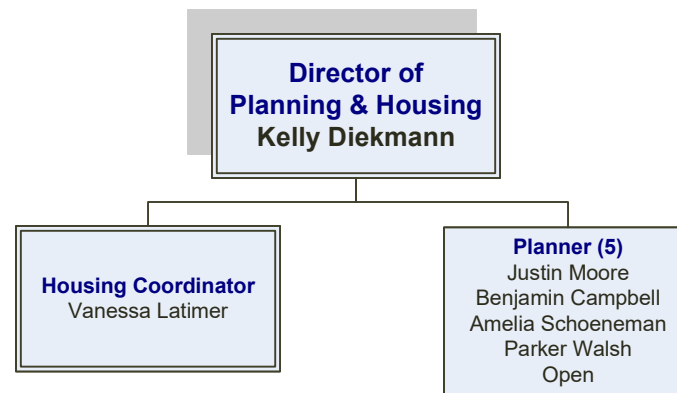 Director of
Planning & Housing
Kelly Diekmann
Housing Coordinator
Vanessa Latimer
Planner (5)
Justin Moore
Benjamin Campbell
Amelia Schoeneman
Parker Walsh
Open